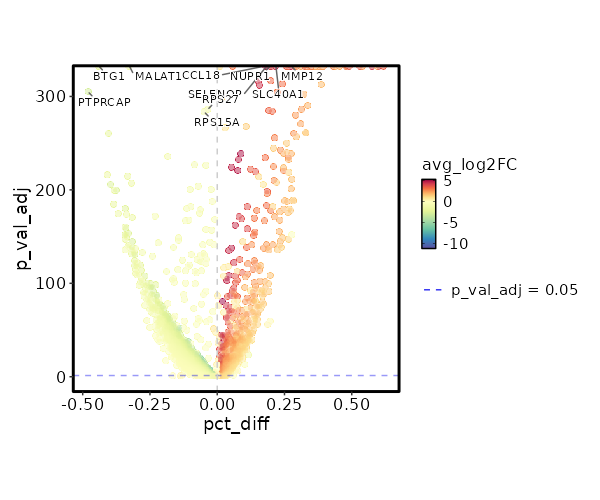 BTG1 MALAT1 CCL18 NUPR1 MMP12
PTPRCAP SELENOP RPS27 SLC40A1
RPS15A
p_val_adj
300
200
100
0
-0.50 -0.25 0.00 0.25 0.50
pct_diff
avg_log2FC
5
0
-5
-10
p_val_adj = 0.05